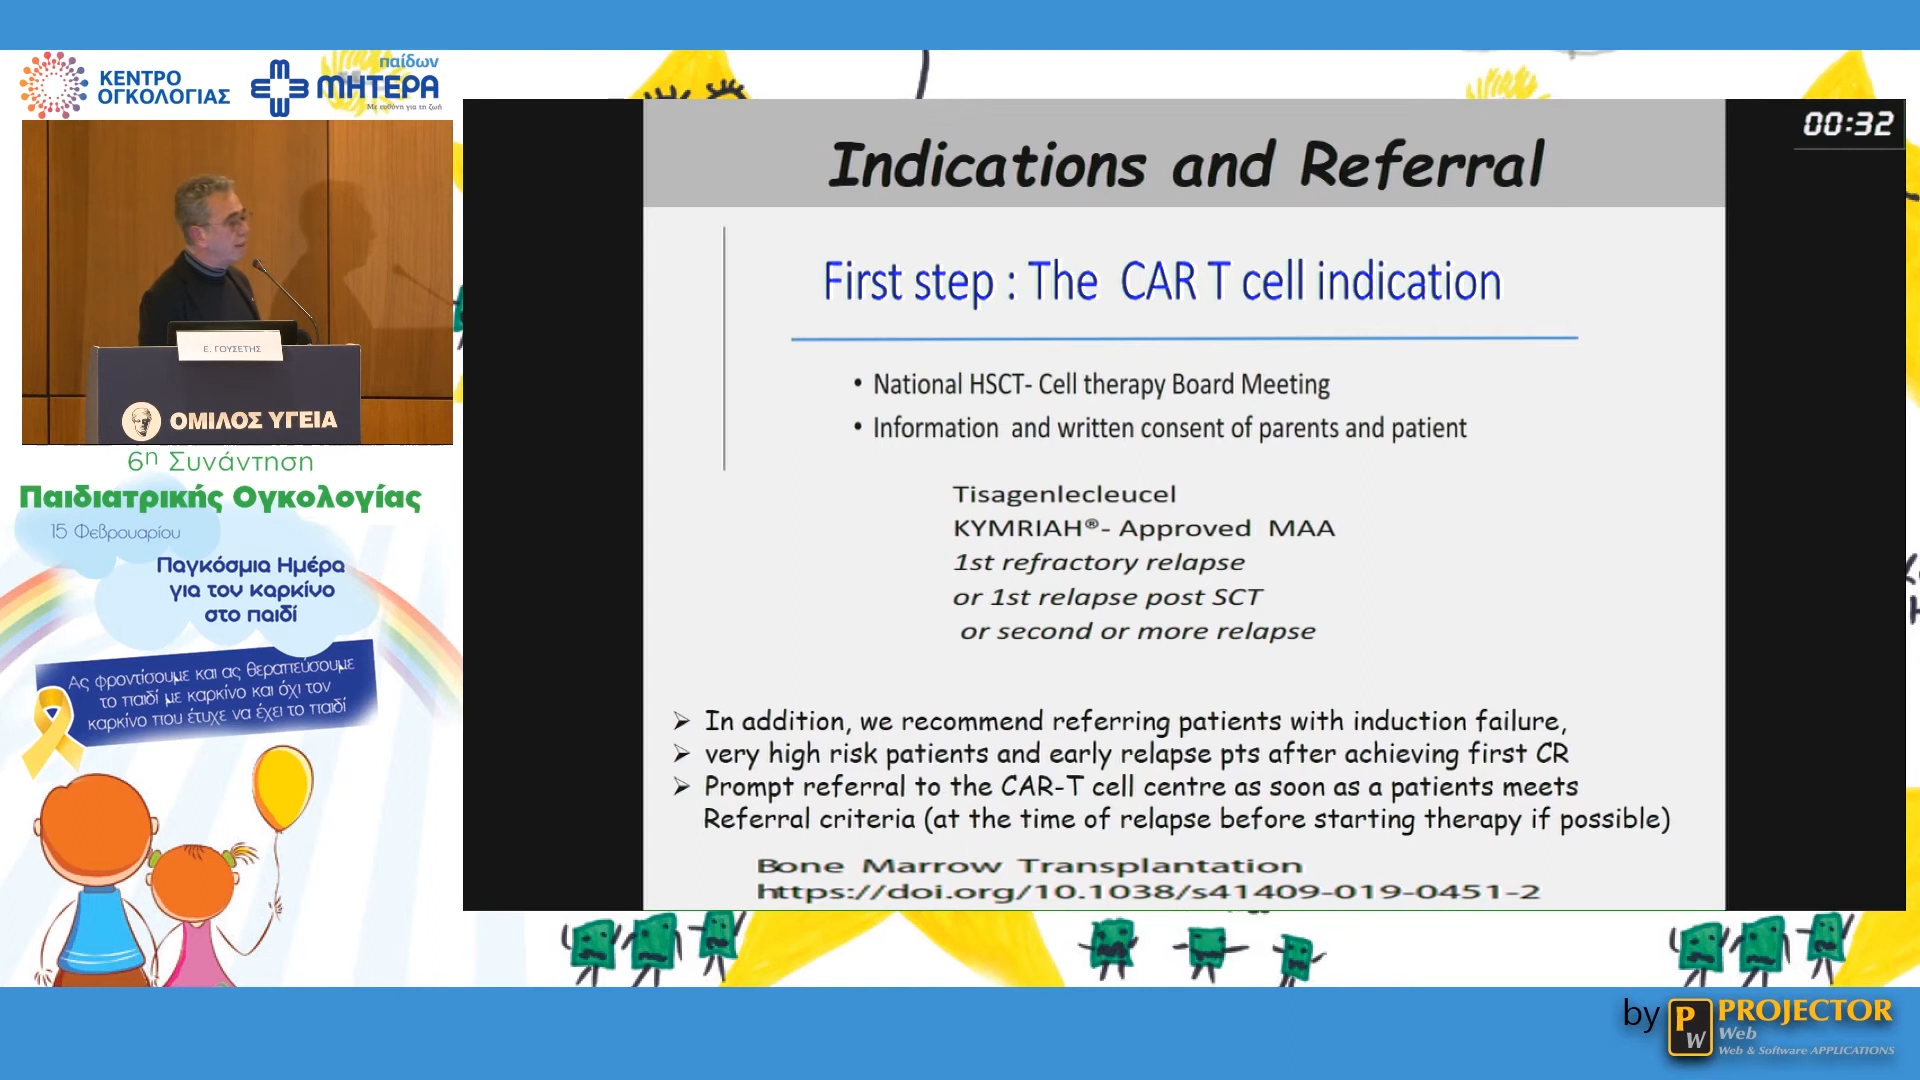 ΚΕΝΤΡΟ
ΟΓΚΟΛΟΓΙΑΣ
παίδων
ΜΗΤΕΡΑ
Με ευθύνη για τη ζωή
Ε. ΓΟΥΣΕΤΗΣ
ΟΜΙΛΟΣ ΥΓΕΙΑ
6η Συνάντηση
Παιδιατρικής Ογκολογίας
15 Φεβρουαρίου
Παγκόσμια Ημέρα
για τον καρκίνο
στο παιδί
Ας φροντίσουμε και ας θεραπεύσουμε
το παιδί με καρκίνο και όχι τον
καρκίνο που έτυχε να έχει το παιδί
00:32
Indications and Referral
First step : The CAR T cell indication
• National HSCT- Cell therapy Board Meeting
• Information and written consent of parents and patient
Tisagenlecleucel
KYMRIAH®- Approved MAA
1st refractory relapse
or 1st relapse post SCT
or second or more relapse
➢ In addition, we recommend referring patients with induction failure,
➢ very high risk patients and early relapse pts after achieving first CR
➢ Prompt referral to the CAR-T cell centre as soon as a patients meets
Referral criteria (at the time of relapse before starting therapy if possible)
Bone Marrow Transplantation
https://doi.org/10.1038/s41409-019-0451-2
by PW PROJECTOR
Web
Web & Software APPLICATIONS